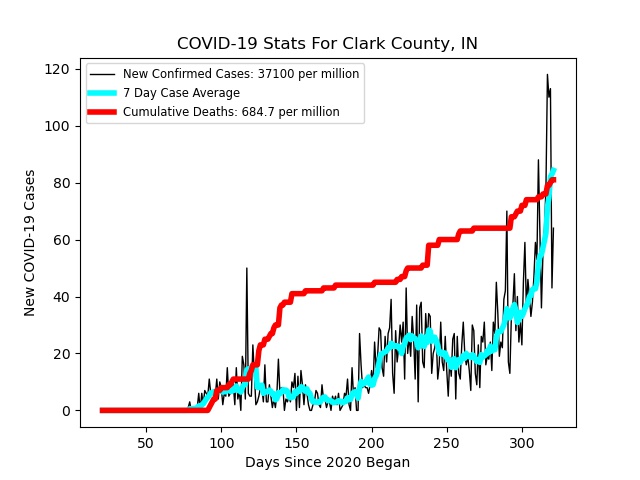 COVID-19 Stats For Clark County, IN
New Confirmed Cases: 37100 per million
7 Day Case Average
Cumulative Deaths: 684.7 per million
New COVID-19 Cases
120
100
80
60
40
20
0
50
100
150
200
250
300
Days Since 2020 Began